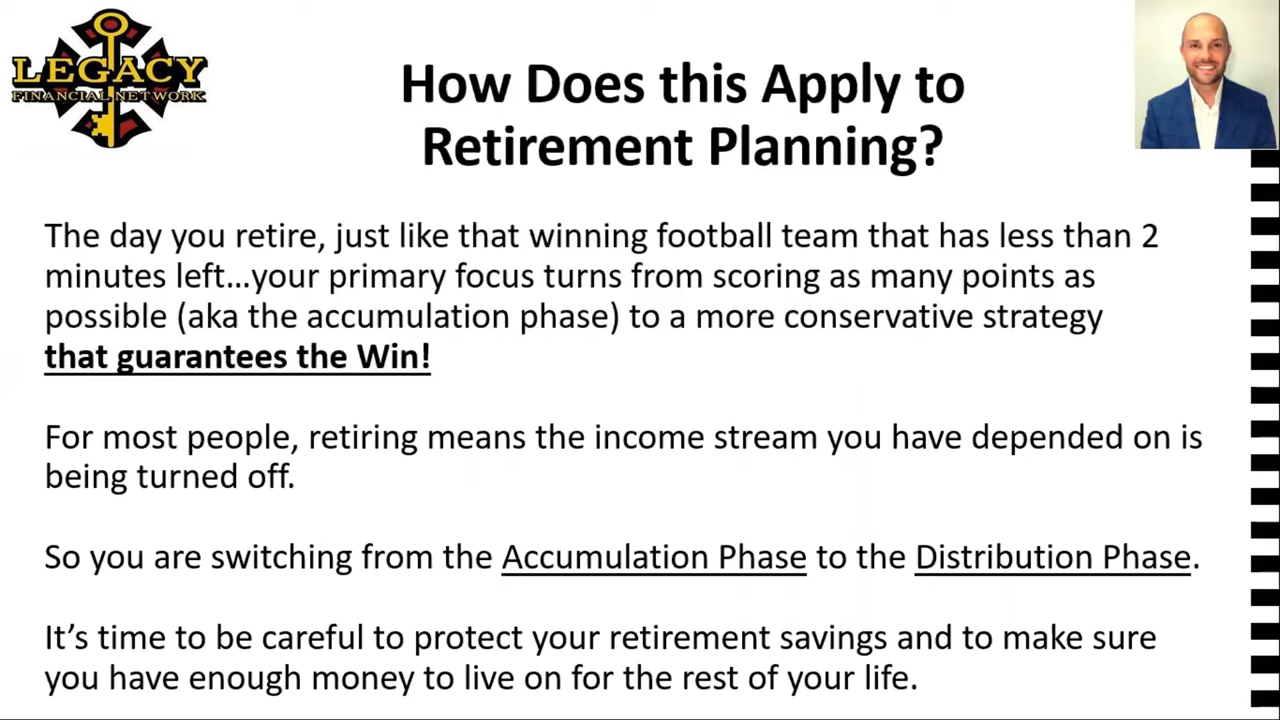 LEGACY
FINANCIAL NETWORK
How Does this Apply to
Retirement Planning?
The day you retire, just like that winning football team that has less than 2
minutes left...your primary focus turns from scoring as many points as
possible (aka the accumulation phase) to a more conservative strategy
that guarantees the Win!
For most people, retiring means the income stream you have depended on is
being turned off.
So you are switching from the Accumulation Phase to the Distribution Phase.
It’s time to be careful to protect your retirement savings and to make sure
you have enough money to live on for the rest of your life.